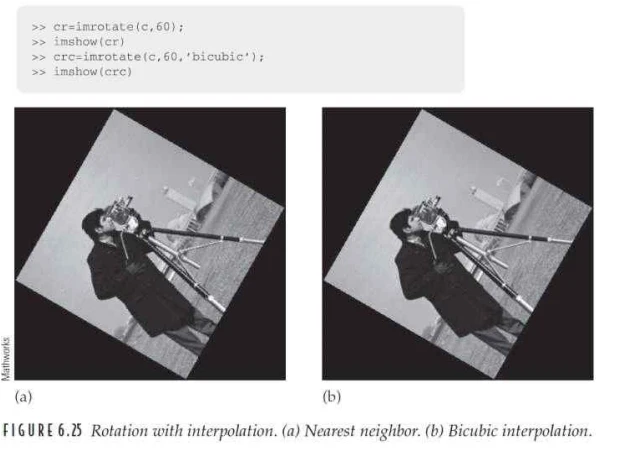 >> cr=imrotate(c,60);
>> imshow(cr)
>> crc=imrotate(c,60,'bicubic');
>> imshow(crc)
Mathworks
(a)
(b)
FIGURE 6.25 Rotation with interpolation. (a) Nearest neighbor. (b) Bicubic interpolation.